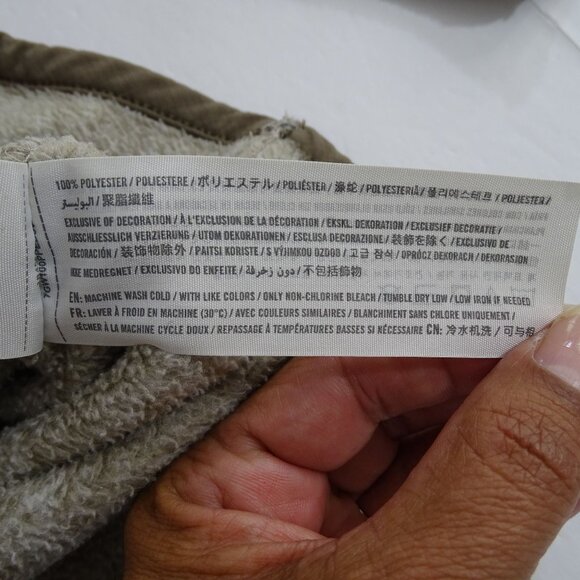 100% POLYESTER / POLIESTERE / ポリエステル / POLIÉSTER / 滌綸 / POLYESTERIÄ / 폴리에스테르 / POLYESTER /
البوليستر / 聚脂纖維
EXCLUSIVE OF DECORATION / À L'EXCLUSION DE LA DÉCORATION / EKSKL. DEKORATION / EXCLUSIEF DECORATIE /
AUSSCHLIESSLICH VERZIERUNG / UTOM DEKORATIONEN / ESCLUSA DECORAZIONE / 装飾を除く / EXCLUSIVO DE
DECORACIÓN / 装饰物除外 / PAITSI KORISTE / S VÝJIMKOU OZDOB / 고급 장식 / OPRÓCZ DEKORACJI / DEKORASJON
IKKE MEDREGNET / EXCLUSIVO DO ENFEITE / دون زخرفة / 不包括飾物
EN: MACHINE WASH COLD / WITH LIKE COLORS / ONLY NON-CHLORINE BLEACH / TUMBLE DRY LOW / LOW IRON IF NEEDED
FR: LAVER À FROID EN MACHINE (30°C) / AVEC COULEURS SIMILAIRES / BLANCHIMENT SANS CHLORE UNIQUEMENT /
SÉCHER À LA MACHINE CYCLE DOUX / REPASSAGE À TEMPÉRATURES BASSES SI NÉCESSAIRE CN: 冷水机洗 / 可与相